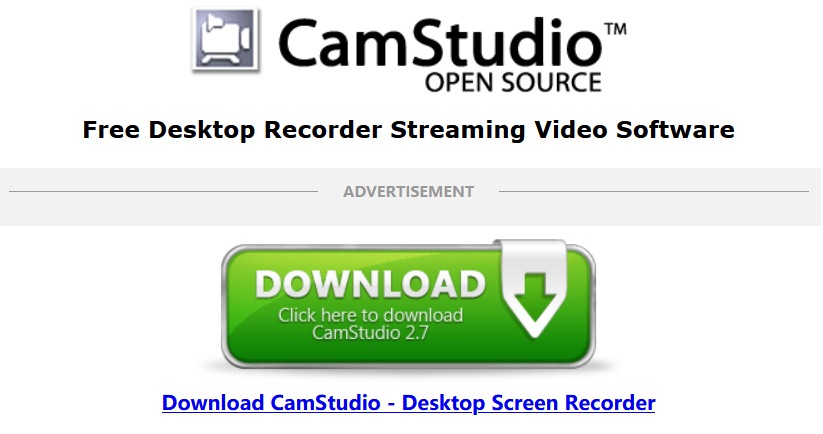 CamStudio™
OPEN SOURCE
Free Desktop Recorder Streaming Video Software
ADVERTISEMENT
DOWNLOAD
Click here to download
CamStudio 2.7
Download CamStudio - Desktop Screen Recorder